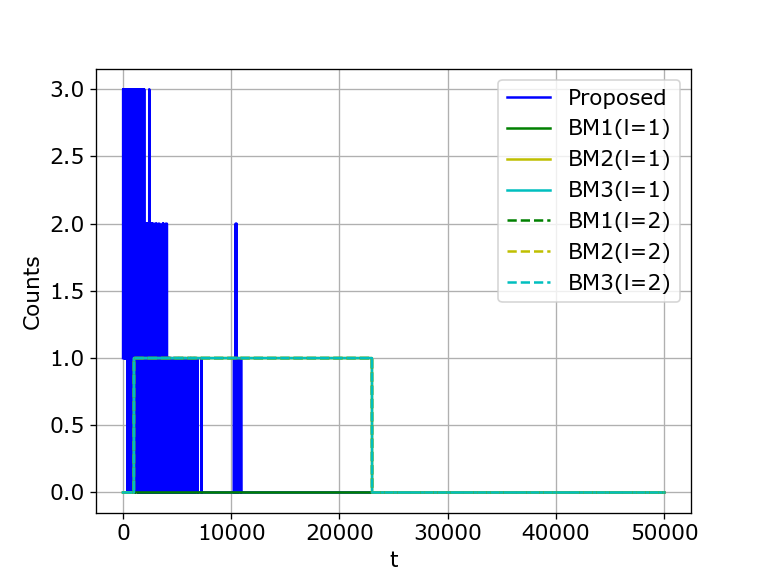 3.0
2.5
2.0
1.5
1.0
0.5
0.0
Counts
0
10000
20000
30000
40000
50000
t
Proposed
BM1(l=1)
BM2(l=1)
BM3(l=1)
BM1(l=2)
BM2(l=2)
BM3(l=2)